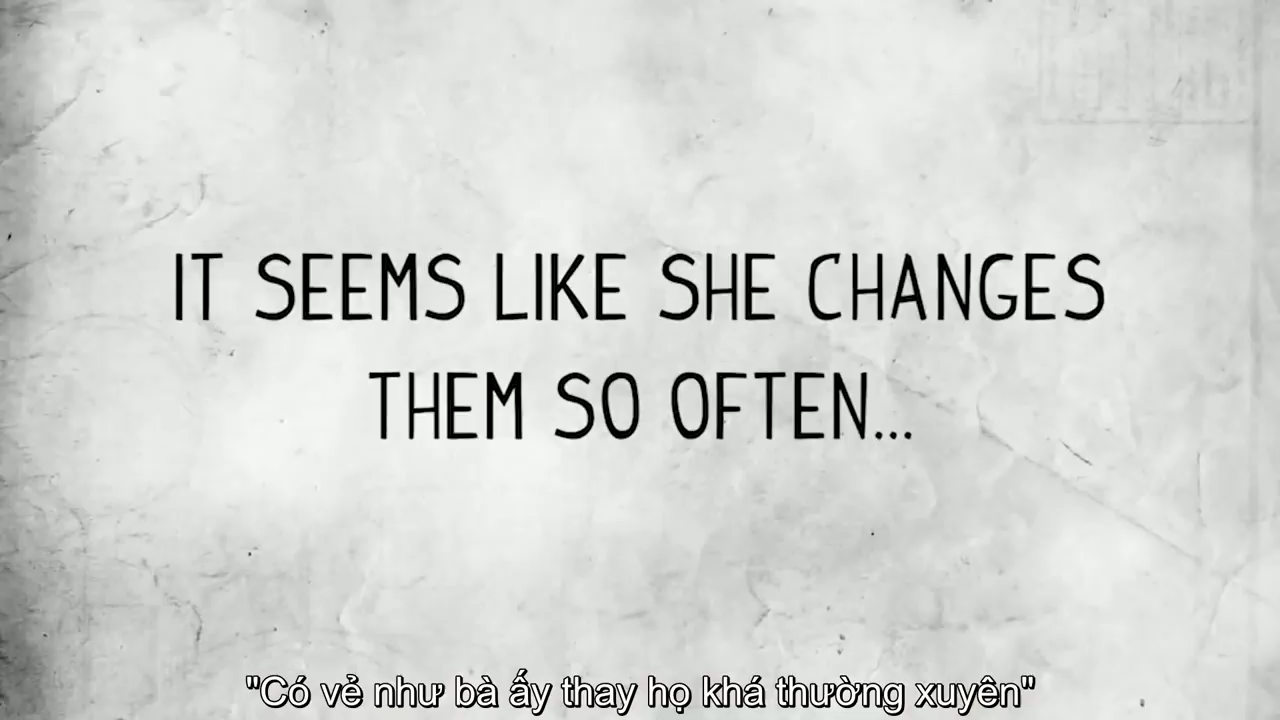 IT SEEMS LIKE SHE CHANGES
THEM SO OFTEN...
"Có vẻ như bà ấy thay họ khá thường xuyên"